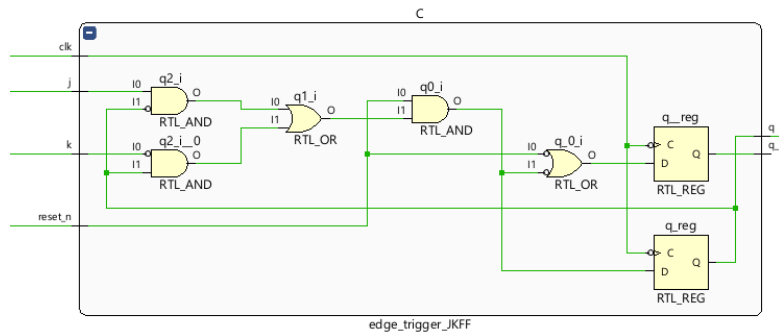 C
clk
j
k
reset_n
I0
I1
q2_i
O
RTL_AND
I0
I1
q2_i__0
O
RTL_AND
I0
I1
q1_i
O
RTL_OR
I0
I1
q0_i
O
RTL_AND
I0
I1
q_0_i
O
RTL_OR
q__reg
C
D
Q
RTL_REG
q_reg
C
D
Q
RTL_REG
q
q_
edge_trigger_JKFF